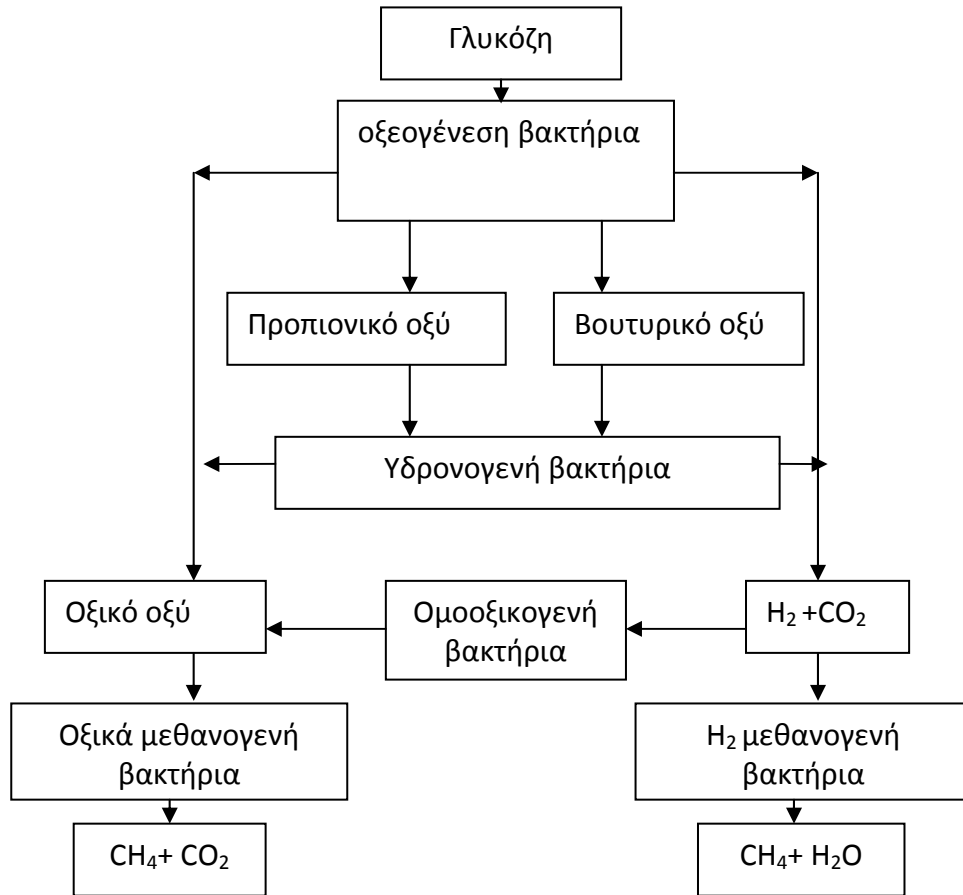 Γλυκόζη
οξεογένεση βακτήρια
Προπιονικό οξύ
Βουτυρικό οξύ
Υδρονογενή βακτήρια
Οξικό οξύ
Ομοοξικογενή
βακτήρια
H₂ +CO₂
Οξικά μεθανογενή
βακτήρια
H₂ μεθανογενή
βακτήρια
CH₄+ CO₂
CH₄+ H₂O